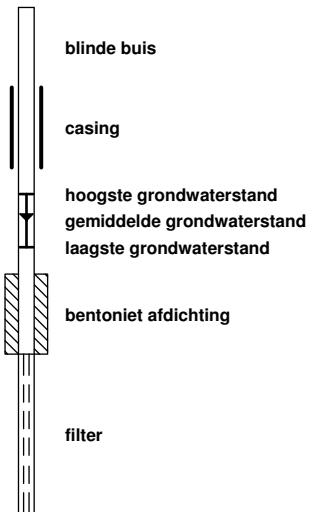 blinde buis
casing
hoogste grondwaterstand
gemiddelde grondwaterstand
laagste grondwaterstand
bentoniet afdichting
filter